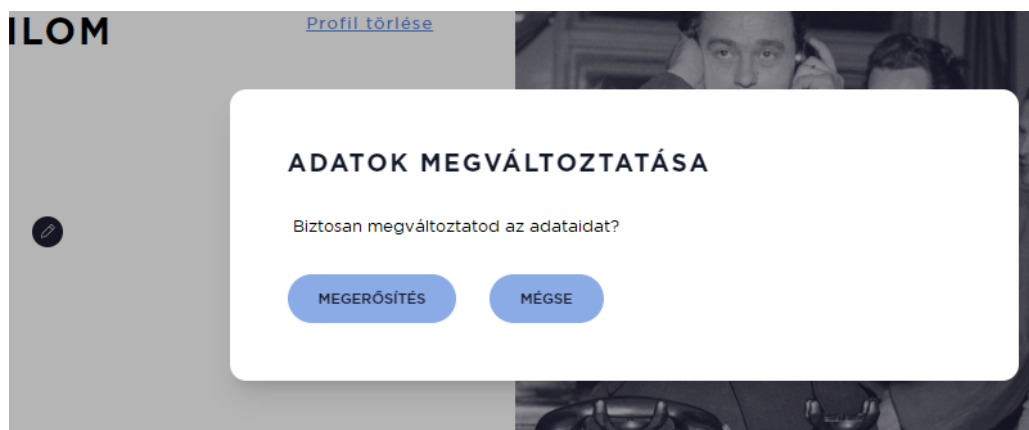 ILOM
Profil törlése
ADATOK MEGVÁLTOZTATÁSA
Biztosan megváltoztatod az adataidat?
MEGERŐSÍTÉS
MÉGSE